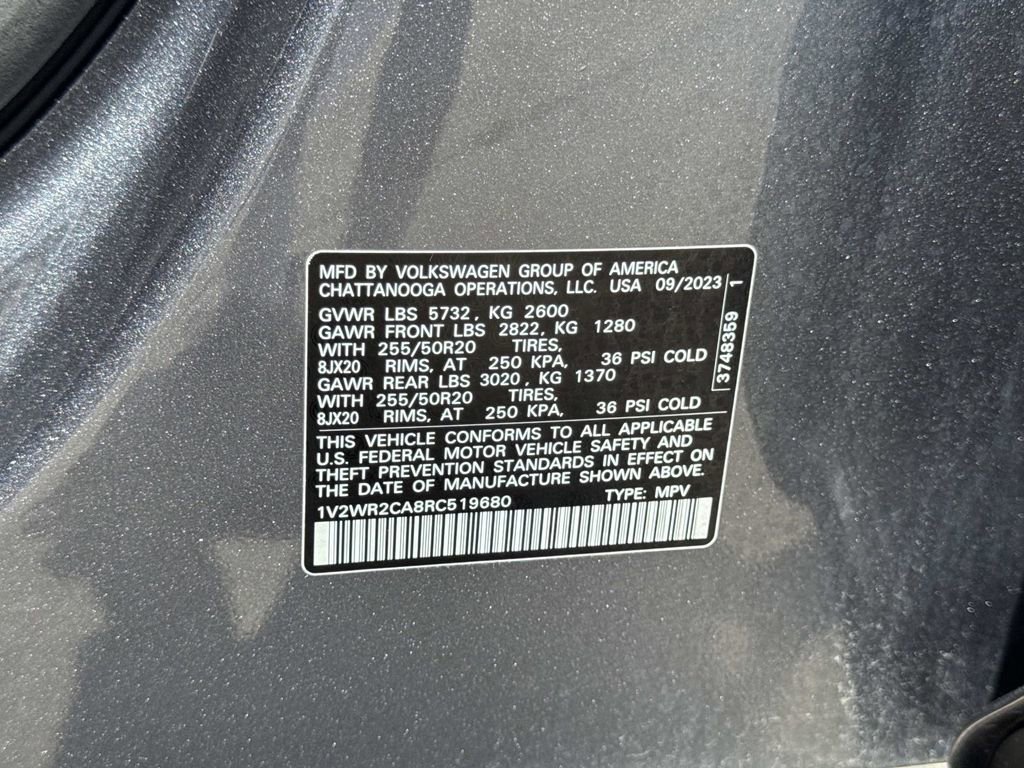 MFD BY VOLKSWAGEN GROUP OF AMERICA
CHATTANOOGA OPERATIONS, LLC. USA 09/2023
GVWR LBS 5732, KG 2600
GAWR FRONT LBS 2822, KG 1280
WITH 255/50R20 TIRES,
8JX20 RIMS, AT 250 KPA, 36 PSI COLD
GAWR REAR LBS 3020, KG 1370
WITH 255/50R20 TIRES,
8JX20 RIMS, AT 250 KPA, 36 PSI COLD
THIS VEHICLE CONFORMS TO ALL APPLICABLE
U.S. FEDERAL MOTOR VEHICLE SAFETY AND
THEFT PREVENTION STANDARDS IN EFFECT ON
THE DATE OF MANUFACTURE SHOWN ABOVE.
1V2WR2CA8RC519680 TYPE: MPV
3748359 1